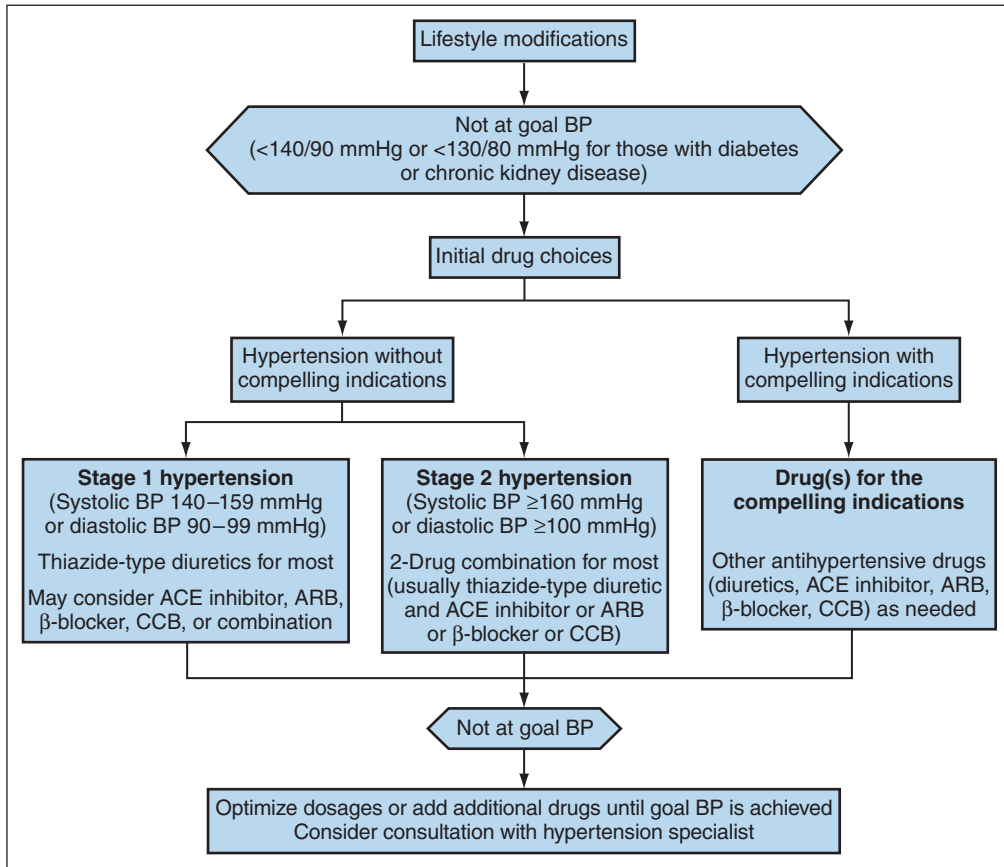 Lifestyle modifications
Not at goal BP
(<140/90 mmHg or <130/80 mmHg for those with diabetes
or chronic kidney disease)
Initial drug choices
Hypertension without
compelling indications
Hypertension with
compelling indications
Stage 1 hypertension
(Systolic BP 140–159 mmHg
or diastolic BP 90–99 mmHg)
Thiazide-type diuretics for most
May consider ACE inhibitor, ARB,
β-blocker, CCB, or combination
Stage 2 hypertension
(Systolic BP ≥160 mmHg
or diastolic BP ≥100 mmHg)
2-Drug combination for most
(usually thiazide-type diuretic
and ACE inhibitor or ARB
or β-blocker or CCB)
Drug(s) for the
compelling indications
Other antihypertensive drugs
(diuretics, ACE inhibitor, ARB,
β-blocker, CCB) as needed
Not at goal BP
Optimize dosages or add additional drugs until goal BP is achieved
Consider consultation with hypertension specialist